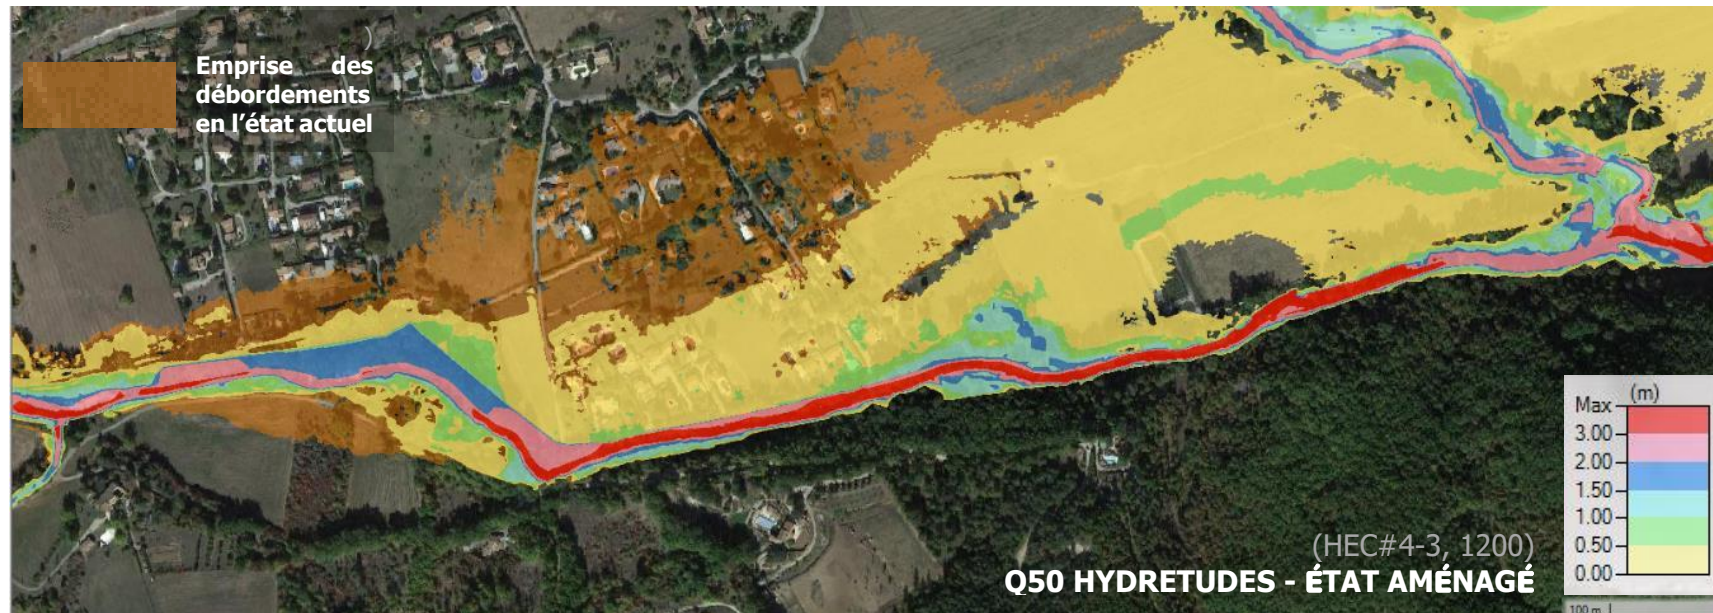 Emprise des
débordements
en l’état actuel
(m)
Max
3.00
2.00
1.50
1.00
0.50
0.00
(HEC#4-3, 1200)
Q50 HYDRETUDES - ÉTAT AMÉNAGÉ
100 m